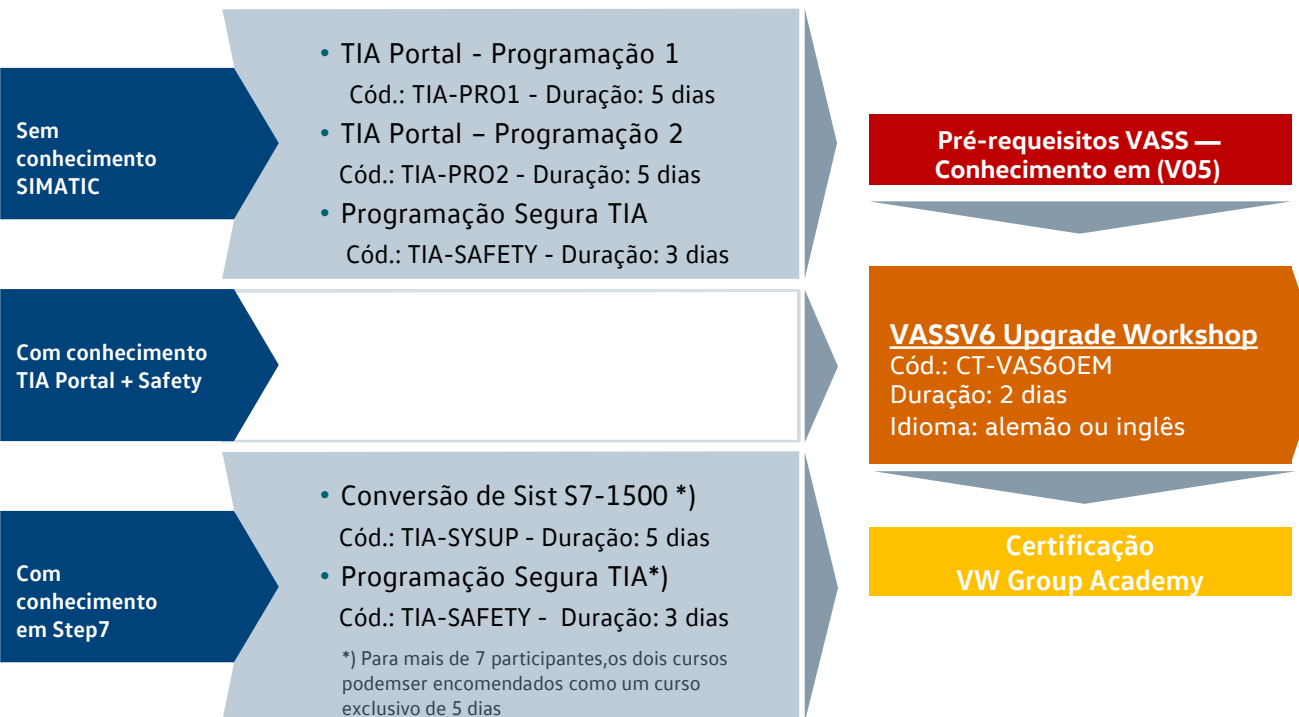 Sem
conhecimento
SIMATIC
• TIA Portal - Programação 1
Cód.: TIA-PRO1 - Duração: 5 dias
• TIA Portal – Programação 2
Cód.: TIA-PRO2 - Duração: 5 dias
• Programação Segura TIA
Cód.: TIA-SAFETY - Duração: 3 dias
Com conhecimento
TIA Portal + Safety
Com
conhecimento
em Step7
• Conversão de Sist S7-1500 *)
Cód.: TIA-SYSUP - Duração: 5 dias
• Programação Segura TIA*)
Cód.: TIA-SAFETY - Duração: 3 dias
*) Para mais de 7 participantes,os dois cursos
podemser encomendados como um curso
exclusivo de 5 dias
Pré-requeisitos VASS —
Conhecimento em (V05)
VASSV6 Upgrade Workshop
Cód.: CT-VAS6OEM
Duração: 2 dias
Idioma: alemão ou inglês
Certificação
VW Group Academy